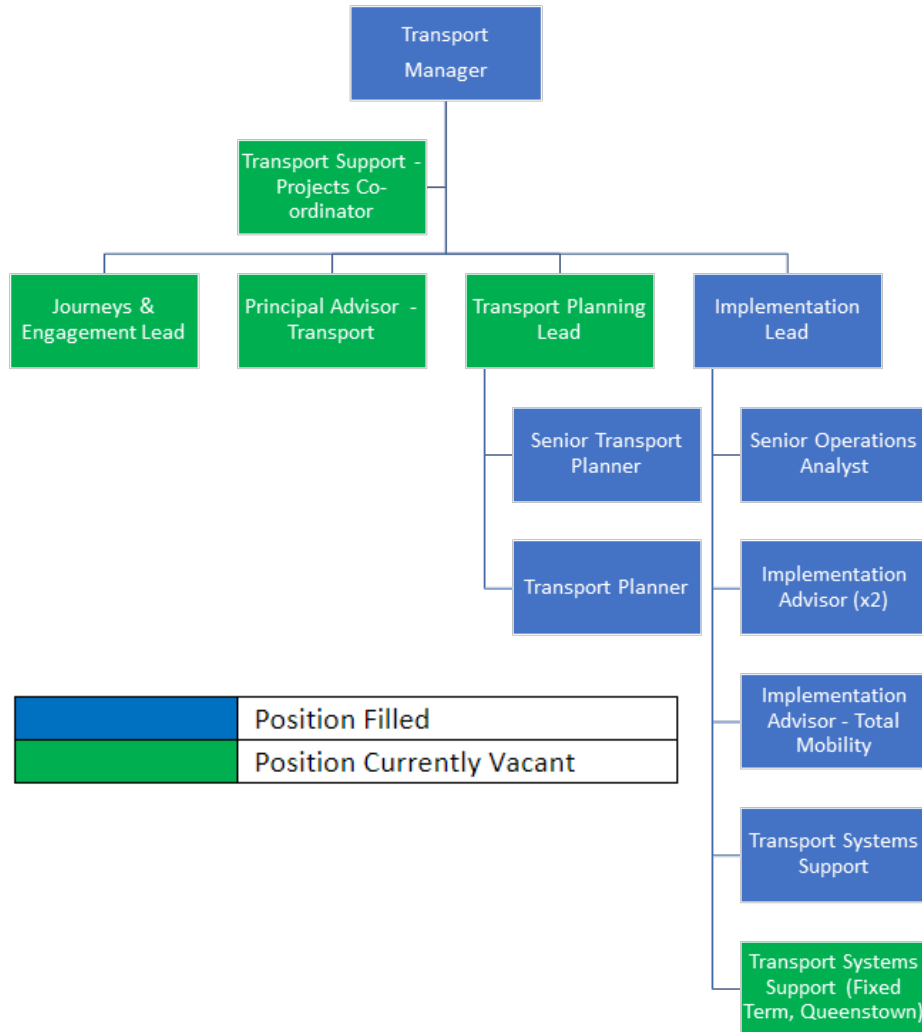 Transport
Manager
Transport Support -
Projects Co-
ordinator
Journeys &
Engagement Lead
Principal Advisor -
Transport
Transport Planning
Lead
Implementation
Lead
Senior Transport
Planner
Senior Operations
Analyst
Transport Planner
Implementation
Advisor (x2)
Implementation
Advisor - Total
Mobility
Position Filled
Position Currently Vacant
Transport Systems
Support
Transport Systems
Support (Fixed
Term, Queenstown)